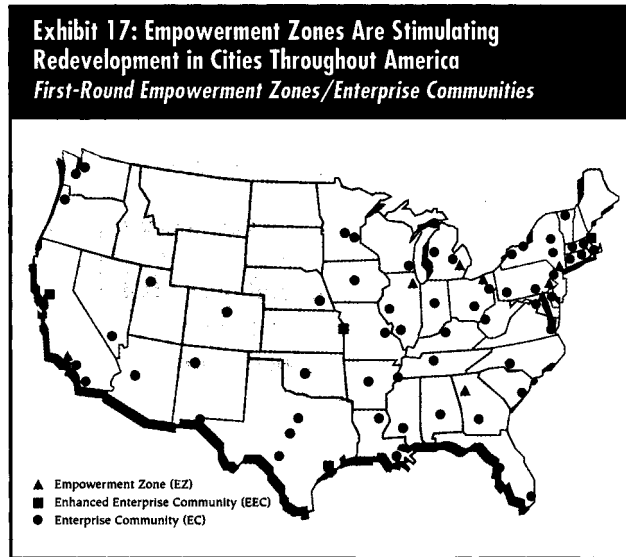 Exhibit 17: Empowerment Zones Are Stimulating
Redevelopment in Cities Throughout America
First-Round Empowerment Zones/Enterprise Communities
Empowerment Zone (EZ)
Enhanced Enterprise Community (EEC)
Enterprise Community (EC)